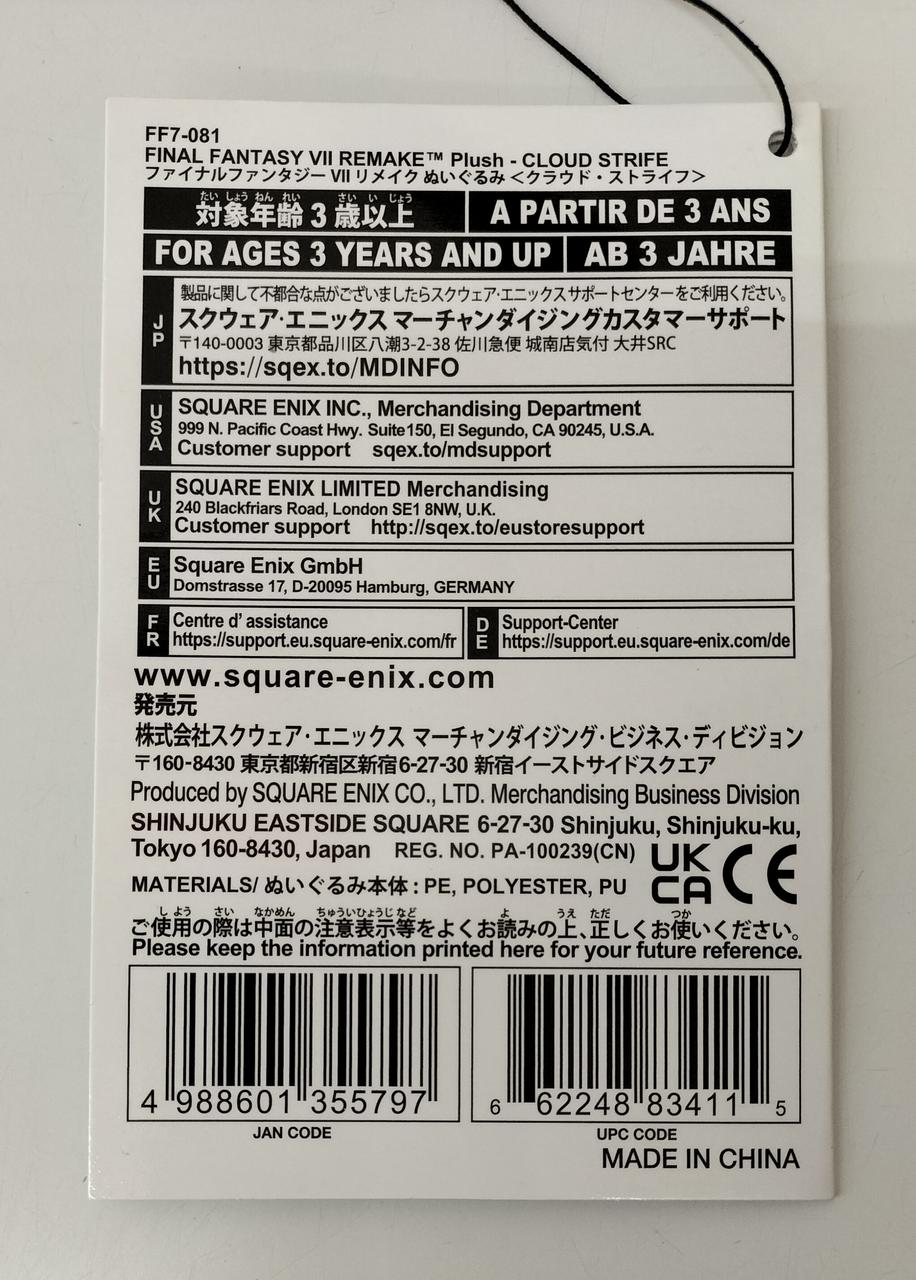 FF7-081
FINAL FANTASY VII REMAKE™ Plush - CLOUD STRIFE
ファイナルファンタジー VII リメイク ぬいぐるみ <クラウド・ストライフ>
たいしょうねんれい さいいじょう
対象年齢 3 歳以上
A PARTIR DE 3 ANS
FOR AGES 3 YEARS AND UP
AB 3 JAHRE
JP
製品に関して不都合な点がございましたらスクウェア・エニックス サポートセンターをご利用ください。
スクウェア・エニックス マーチャンダイジングカスタマーサポート
〒140-0003 東京都品川区八潮3-2-38 佐川急便 城南店気付 大井SRC
https://sqex.to/MDINFO
USA
SQUARE ENIX INC., Merchandising Department
999 N. Pacific Coast Hwy. Suite150, El Segundo, CA 90245, U.S.A.
Customer support sqex.to/mdsupport
UK
SQUARE ENIX LIMITED Merchandising
240 Blackfriars Road, London SE1 8NW, U.K.
Customer support http://sqex.to/eustoresupport
EU
Square Enix GmbH
Domstrasse 17, D-20095 Hamburg, GERMANY
FR
Centre d' assistance
https://support.eu.square-enix.com/fr
DE
Support-Center
https://support.eu.square-enix.com/de
www.square-enix.com
発売元
株式会社スクウェア・エニックス マーチャンダイジング・ビジネス・ディビジョン
〒160-8430 東京都新宿区新宿6-27-30 新宿イーストサイドスクエア
Produced by SQUARE ENIX CO., LTD. Merchandising Business Division
SHINJUKU EASTSIDE SQUARE 6-27-30 Shinjuku, Shinjuku-ku,
Tokyo 160-8430, Japan REG. NO. PA-100239(CN)
UK
CA
CE
MATERIALS/ ぬいぐるみ本体 : PE, POLYESTER, PU
しよう さい なかめん ちゅういひょうじなど よ うえ ただ つか
ご使用の際は中面の注意表示等をよくお読みの上、正しくお使いください。
Please keep the information printed here for your future reference.
4 988601 355797
JAN CODE
6 62248 83411 5
UPC CODE
MADE IN CHINA